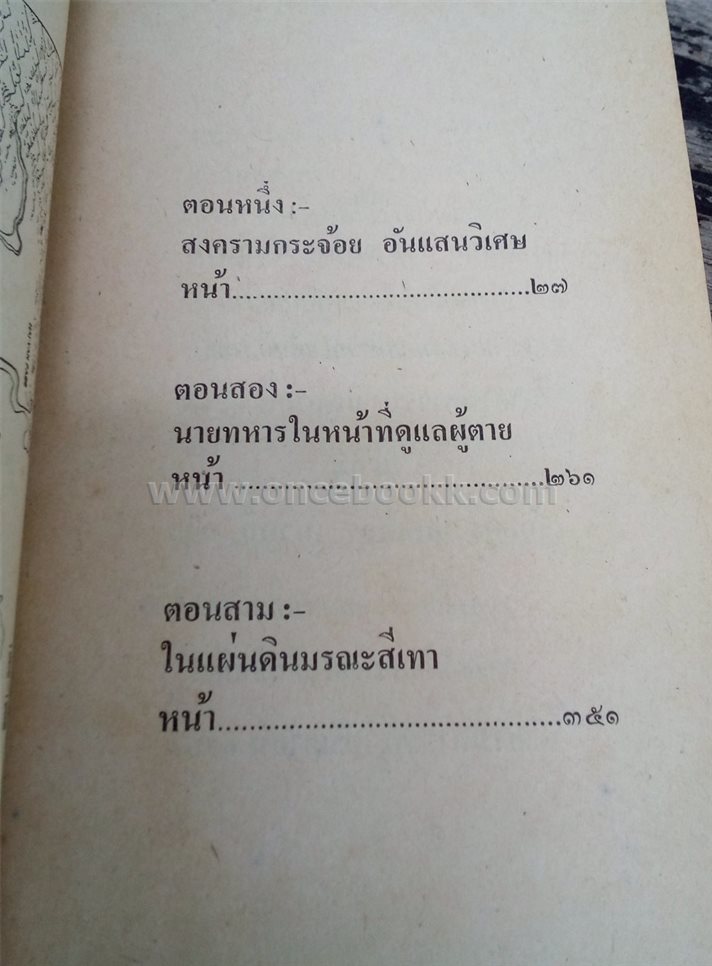 ตอนหนึ่ง :-
สงครามกระจ้อย อันแสนวิเศษ
หน้า............................................๒๗
ตอนสอง :-
นายทหารในหน้าที่ดูแลผู้ตาย
หน้า ............................................๒๖๑
www.oncebookk.com
ตอนสาม :-
ในแผ่นดินมรณะสีเทา
หน้า............................................๓๕๑